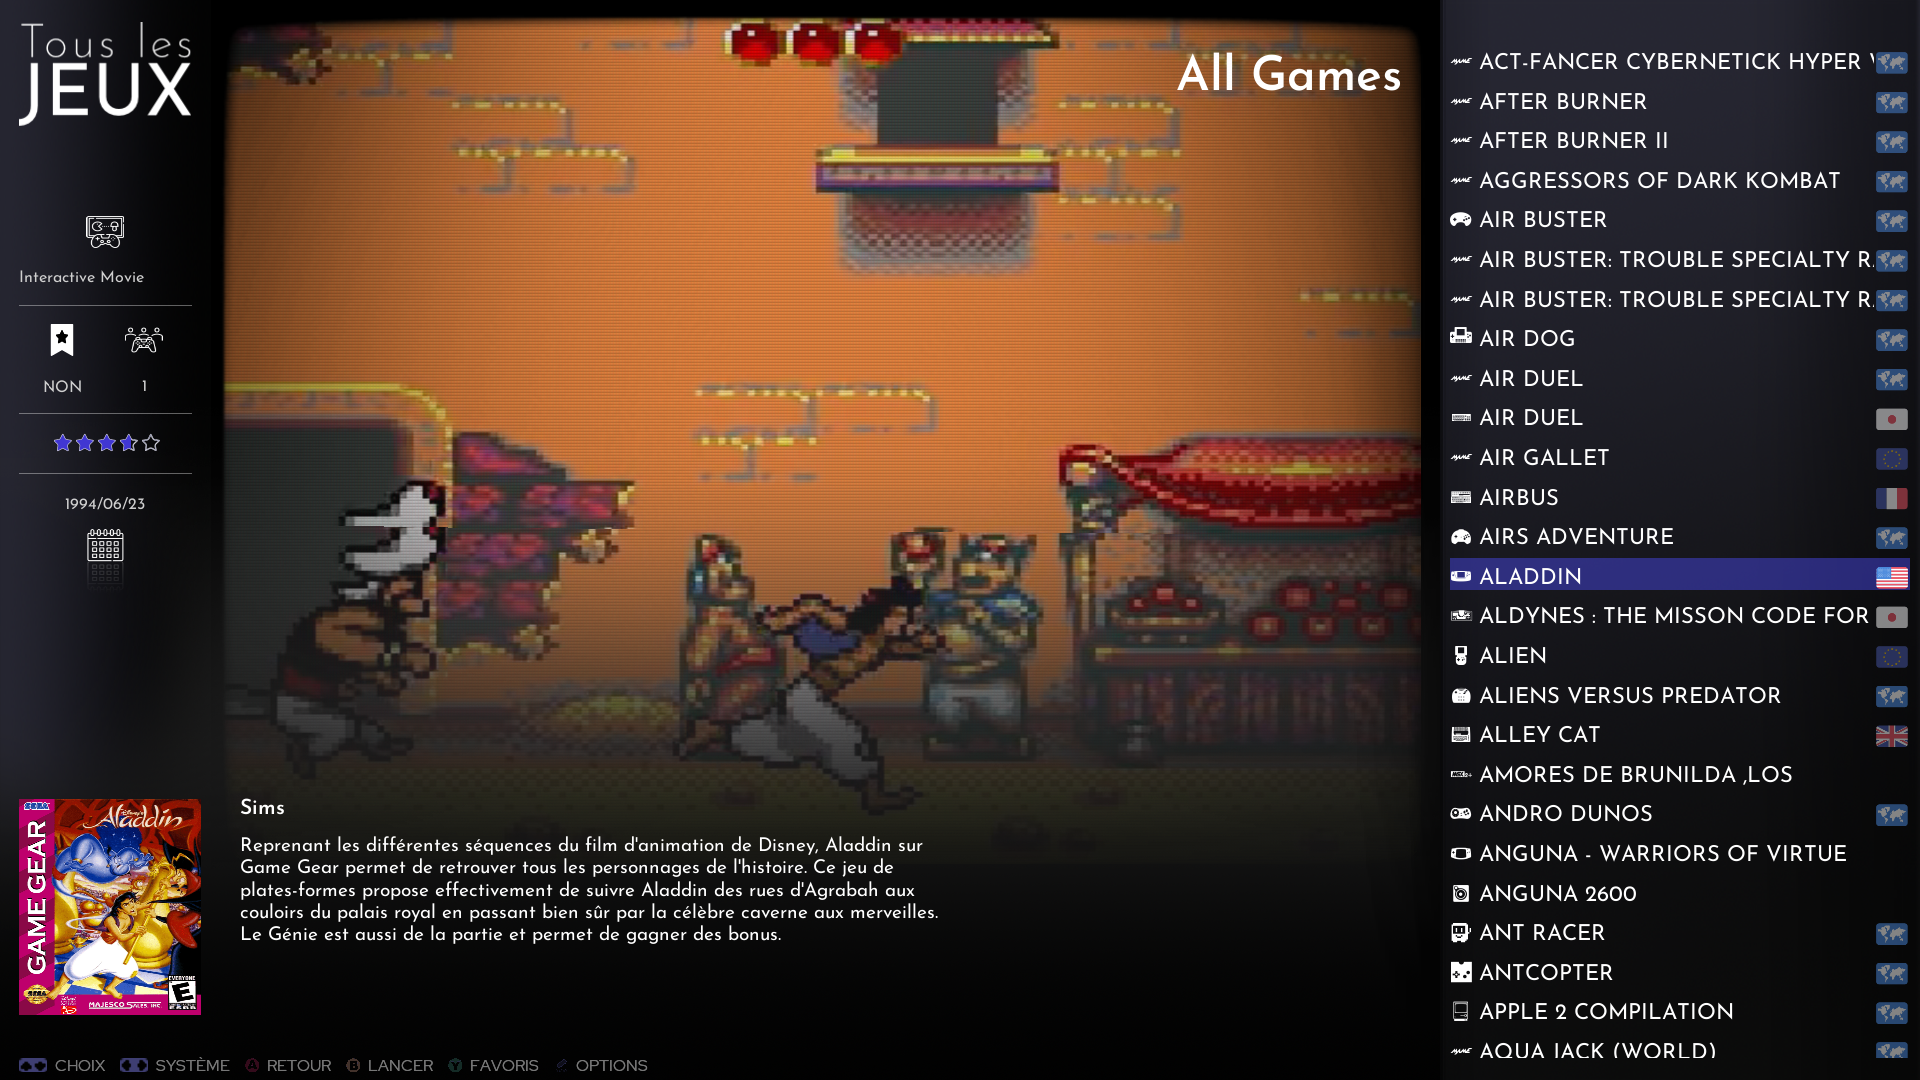 Tous les
JEUX
All Games
Interactive Movie
NON
1
1994/06/23
SEGA
Disney's
Aladdin
GAME GEAR
SEGA
EVERYONE
E
MAJESCO SALES, INC.
Sims
Reprenant les différentes séquences du film d'animation de Disney, Aladdin sur
Game Gear permet de retrouver tous les personnages de l'histoire. Ce jeu de
plates-formes propose effectivement de suivre Aladdin des rues d'Agrabah aux
couloirs du palais royal en passant bien sûr par la célèbre caverne aux merveilles.
Le Génie est aussi de la partie et permet de gagner des bonus.
ACT-FANCER CYBERNETICK HYPER
AFTER BURNER
AFTER BURNER II
AGGRESSORS OF DARK KOMBAT
AIR BUSTER
AIR BUSTER: TROUBLE SPECIALTY R.
AIR BUSTER: TROUBLE SPECIALTY R.
AIR DOG
AIR DUEL
AIR DUEL
AIR GALLET
AIRBUS
AIRS ADVENTURE
ALADDIN
ALDYNES : THE MISSON CODE FOR
ALIEN
ALIENS VERSUS PREDATOR
ALLEY CAT
AMORES DE BRUNILDA ,LOS
ANDRO DUNOS
ANGUNA - WARRIORS OF VIRTUE
ANGUNA 2600
ANT RACER
ANTCOPTER
APPLE 2 COMPILATION
AQUA JACK (WORLD)
CHOIX SYSTÈME A RETOUR B LANCER Y FAVORIS OPTIONS